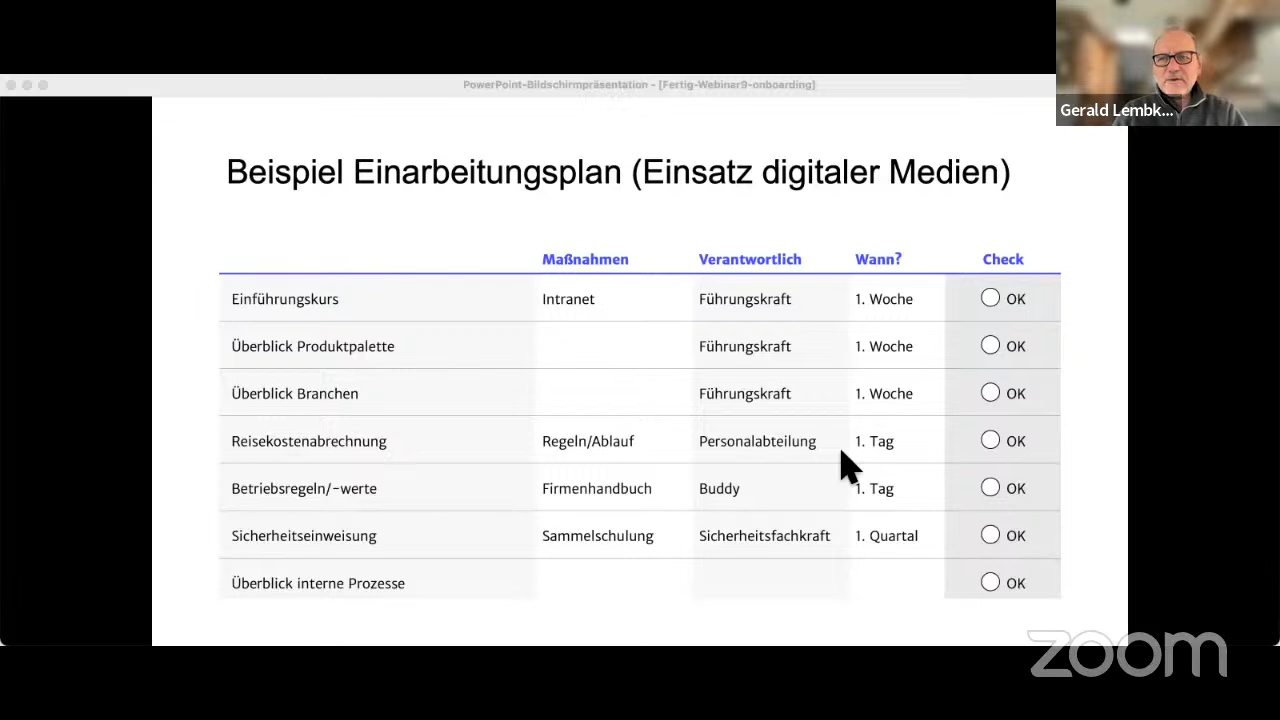 PowerPoint-Bildschirmpräsentation - [Fertig-Webinar9-onboarding]
Gerald Lembk...
Beispiel Einarbeitungsplan (Einsatz digitaler Medien)
Maßnahmen Verantwortlich Wann? Check
Einführungskurs Intranet Führungskraft 1. Woche OK
Überblick Produktpalette Führungskraft 1. Woche OK
Überblick Branchen Führungskraft 1. Woche OK
Reisekostenabrechnung Regeln/Ablauf Personalabteilung 1. Tag OK
Betriebsregeln/-werte Firmenhandbuch Buddy 1. Tag OK
Sicherheitseinweisung Sammelschulung Sicherheitsfachkraft 1. Quartal OK
Überblick interne Prozesse OK
zoom